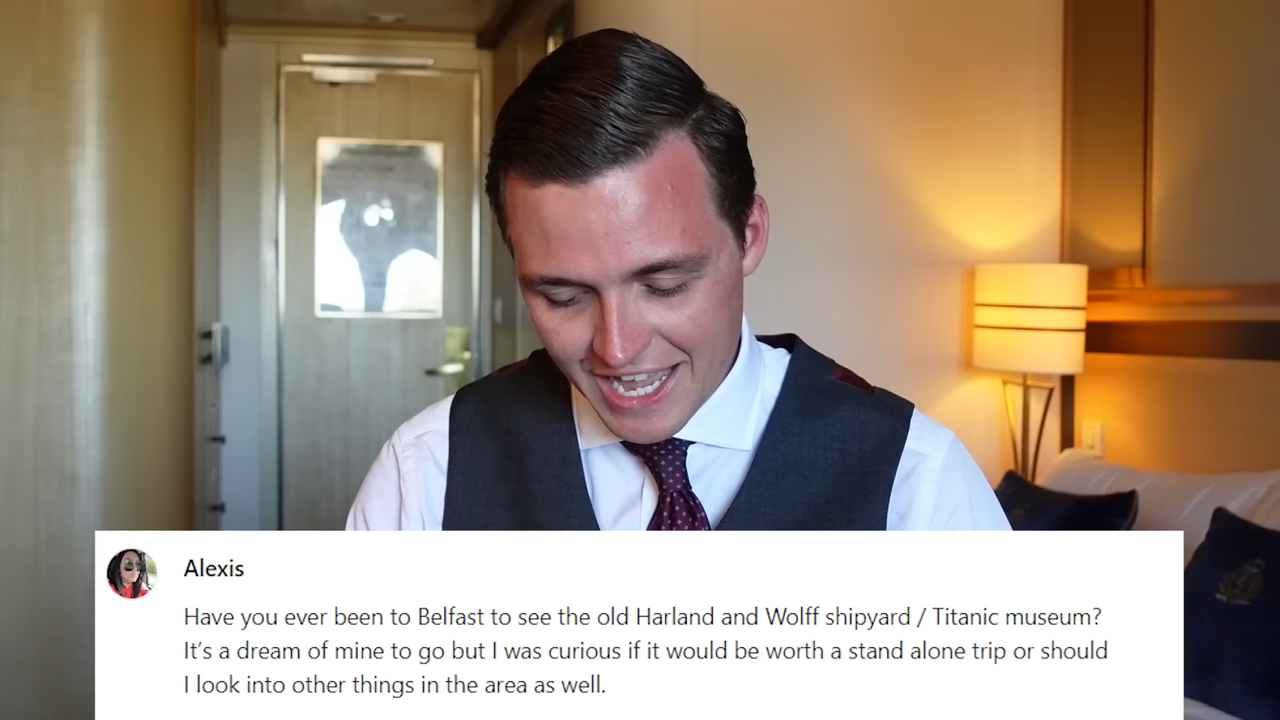 Alexis
Have you ever been to Belfast to see the old Harland and Wolff shipyard / Titanic museum?
It’s a dream of mine to go but I was curious if it would be worth a stand alone trip or should
I look into other things in the area as well.